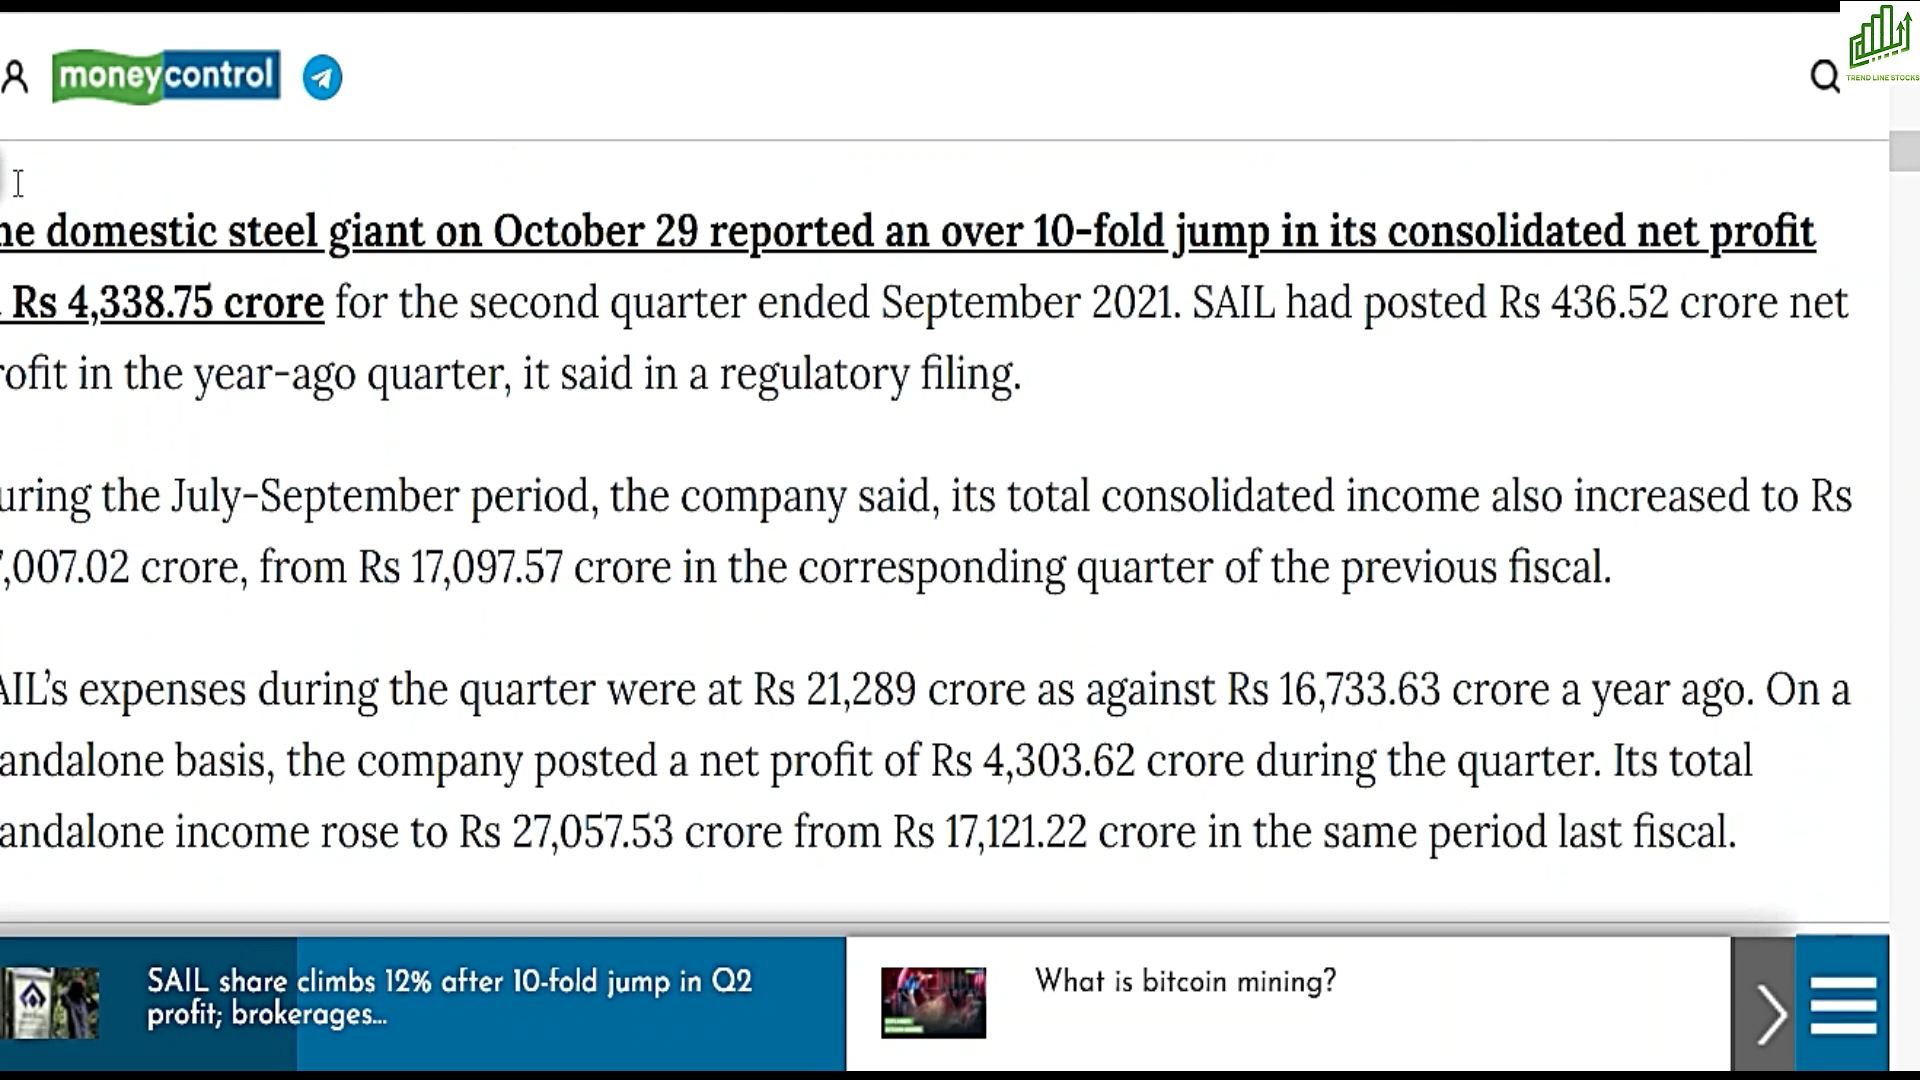 moneycontrol
TREND LINE STOCKS
domestic steel giant on October 29 reported an over 10-fold jump in its consolidated net profit
Rs 4,338.75 crore for the second quarter ended September 2021. SAIL had posted Rs 436.52 crore net
rofit in the year-ago quarter, it said in a regulatory filing.
uring the July-September period, the company said, its total consolidated income also increased to Rs
,007.02 crore, from Rs 17,097.57 crore in the corresponding quarter of the previous fiscal.
AIL's expenses during the quarter were at Rs 21,289 crore as against Rs 16,733.63 crore a year ago. On a
andalone basis, the company posted a net profit of Rs 4,303.62 crore during the quarter. Its total
andalone income rose to Rs 27,057.53 crore from Rs 17,121.22 crore in the same period last fiscal.
SAIL share climbs 12% after 10-fold jump in Q2
profit; brokerages...
What is bitcoin mining?